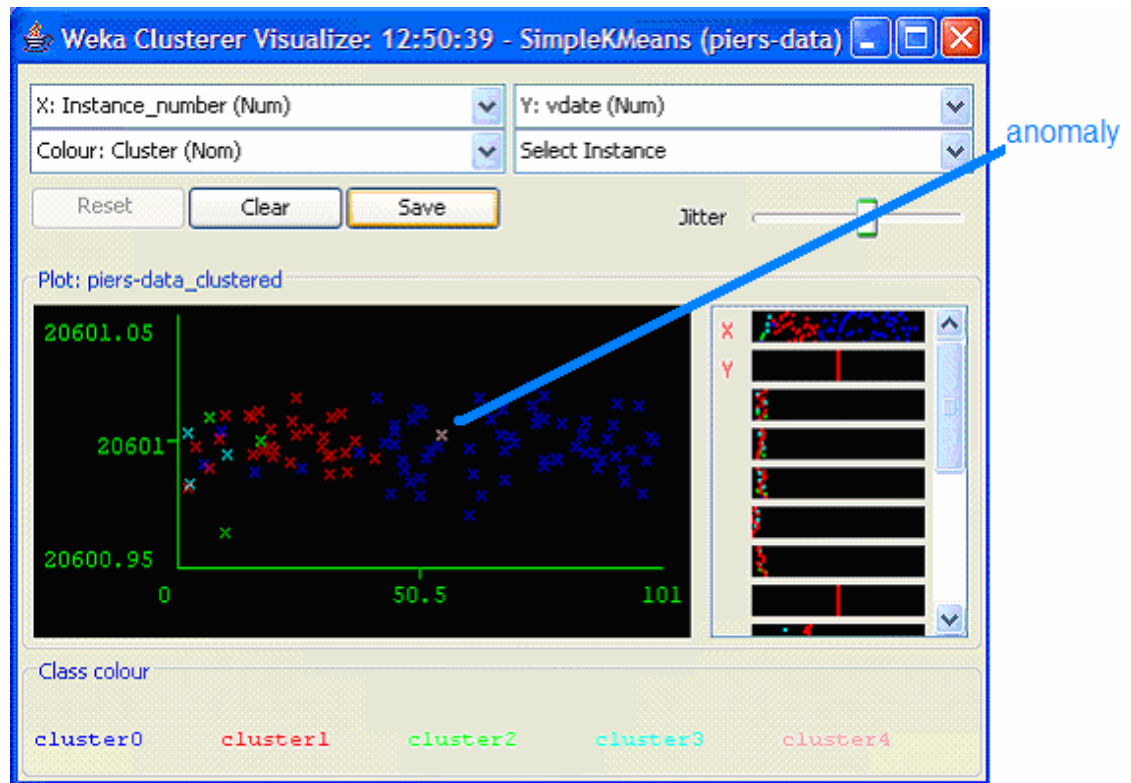 Weka Clusterer Visualize: 12:50:39 - SimpleKMeans (piers-data)
X: Instance_number (Num)
Y: vdate (Num)
Colour: Cluster (Nom)
Select Instance
anomaly
Reset
Clear
Save
Jitter
Plot: piers-data_clustered
20601.05
20601
20600.95
0
50.5
101
X
Y
Class colour
cluster0
cluster1
cluster2
cluster3
cluster4